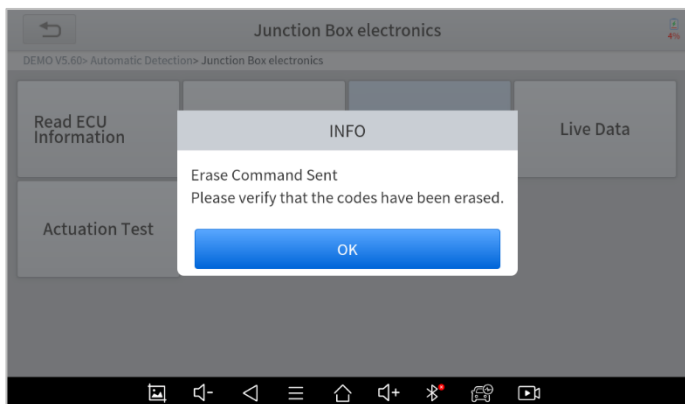 Junction Box electronics
4%
DEMO V5.60> Automatic Detection> Junction Box electronics
Read ECU
Information
Live Data
INFO
Erase Command Sent
Please verify that the codes have been erased.
OK
Actuation Test